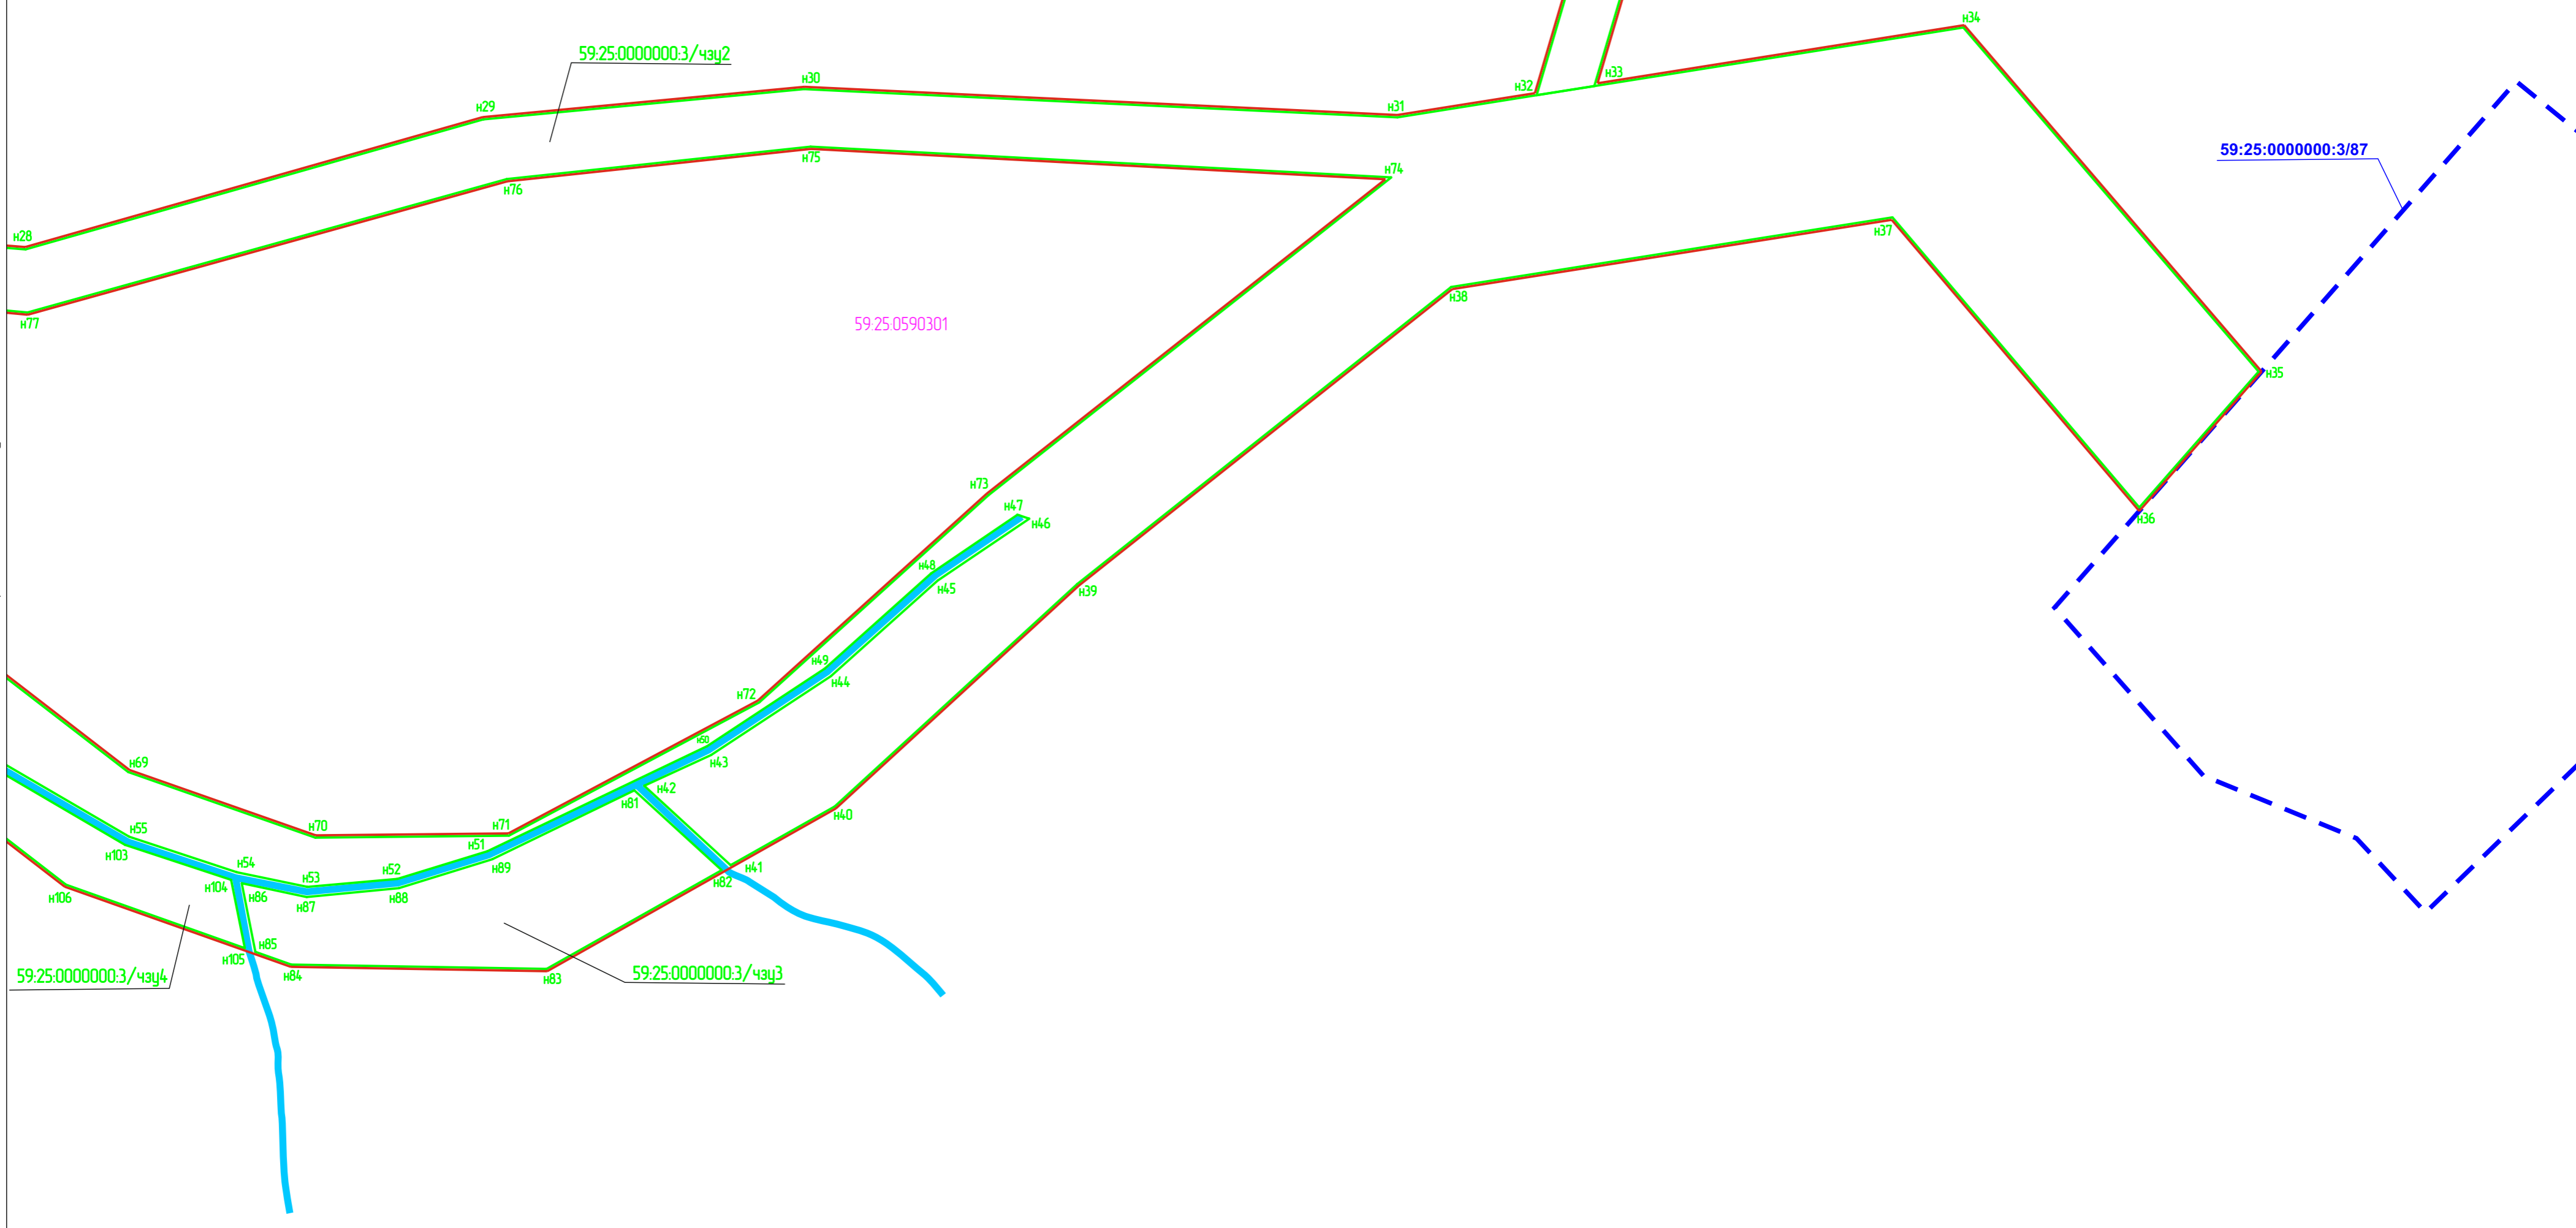 н34
59:25:0000000:3/чзу2
н33
н30
н32
н29
н31
59:25:0000000:3/87
н75
н74
н76
н37
н28
н38
н77
59:25:0590301
н35
н73
н47
н36
н46
н48
н45
н39
н49
н44
н72
н50
н43
н69
н42
н81
н40
н70
н71
н55
н51
н103
н54
н52
н89
н41
н53
н82
н104
н86
н88
н106
н87
н85
н105
59:25:0000000:3/чзу4
н84
59:25:0000000:3/чзу3
н83